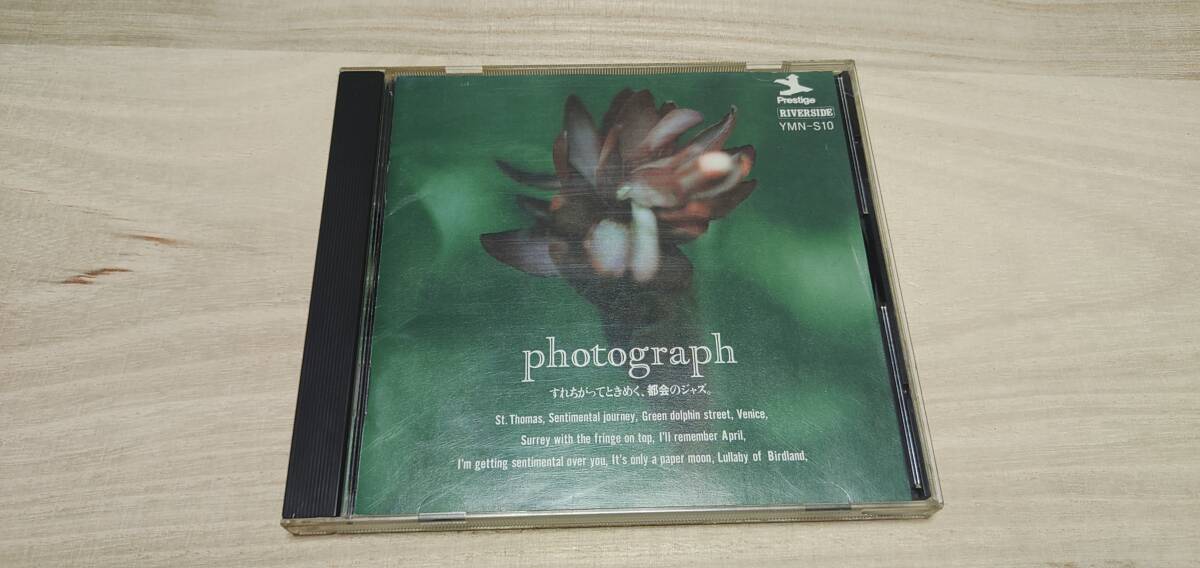 Prestige
RIVERSIDE
YMN-S10
photograph
すれちがってときめく、都会のジャズ。
St. Thomas, Sentimental journey, Green dolphin street, Venice,
Surrey with the fringe on top, I'll remember April,
I'm getting sentimental over you, It's only a paper moon, Lullaby of Birdland,